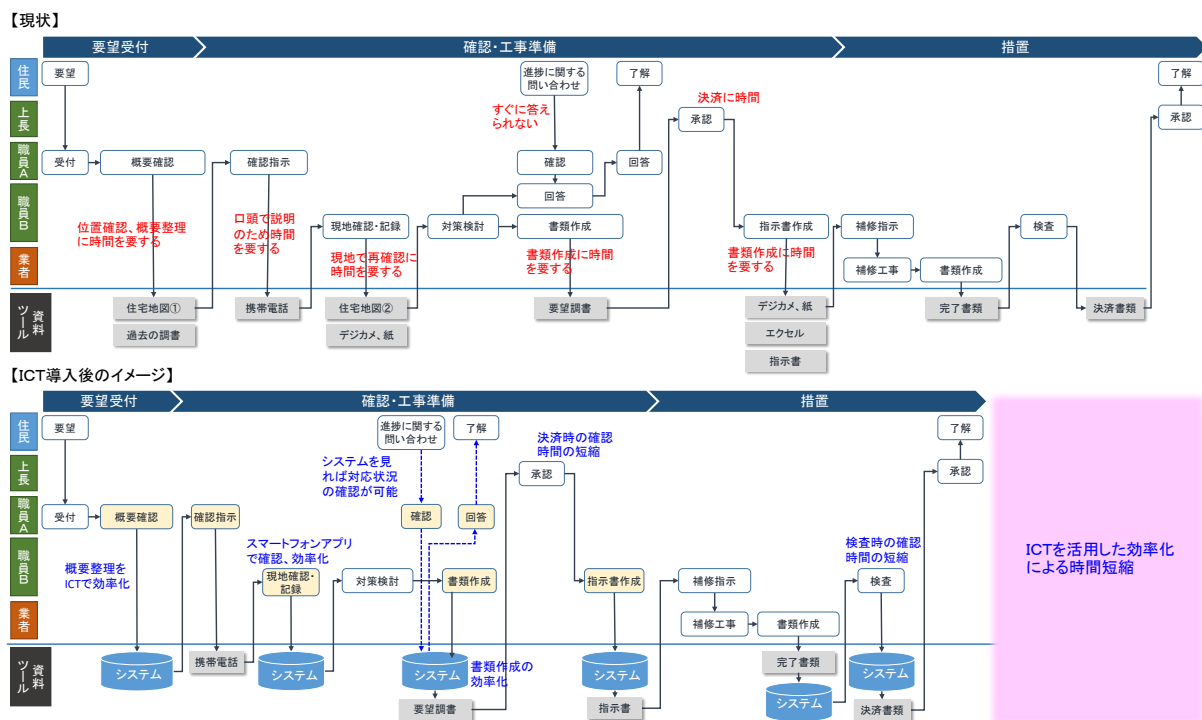 【現状】
要望受付
確認・工事準備
措置
住民
要望
進捗に関する
問い合わせ
了解
了解
上長
すぐに答え
られない
決済に時間
承認
承認
職員A
受付
概要確認
確認指示
確認
回答
職員B
回答
位置確認、概要整理
に時間を要する
口頭で説明
のため時間
を要する
現地確認・記録
対策検討
書類作成
指示書作成
補修指示
検査
業者
現地で再確認に
時間を要する
書類作成に時間
を要する
書類作成に時間
を要する
補修工事
書類作成
資料
ツール
住宅地図①
過去の調書
携帯電話
住宅地図②
デジカメ、紙
要望調書
デジカメ、紙
エクセル
指示書
完了書類
決済書類
【ICT導入後のイメージ】
要望受付
確認・工事準備
措置
住民
要望
進捗に関する
問い合わせ
了解
了解
上長
システムを見
れば対応状況
の確認が可能
決済時の確認
時間の短縮
承認
承認
職員A
受付
概要確認
確認指示
確認
回答
職員B
概要整理を
ICTで効率化
スマートフォンアプリ
で確認、効率化
現地確認・
記録
対策検討
書類作成
指示書作成
補修指示
検査時の確認
時間の短縮
検査
業者
補修工事
書類作成
資料
ツール
システム
携帯電話
システム
システム
書類作成の
効率化
要望調書
システム
指示書
完了書類
システム
システム
決済書類
ICTを活用した効率化
による時間短縮